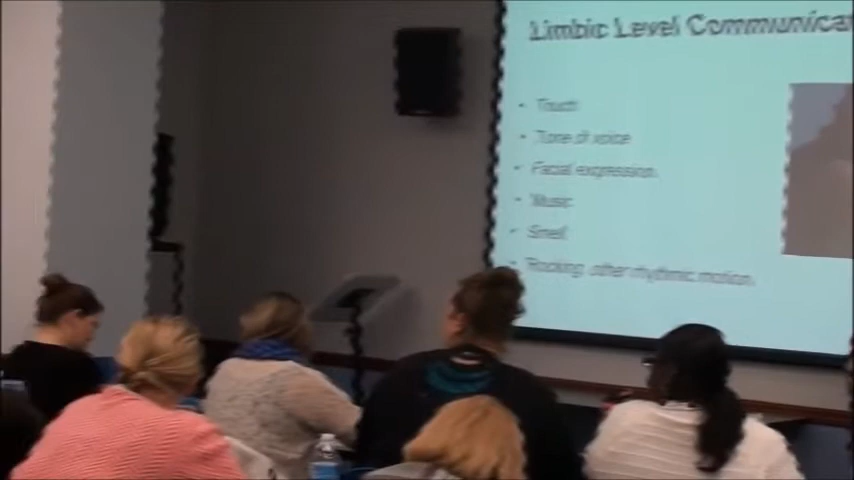 Limbic Level Communicat
• Touch
• Tone of voice
• Facial expression
• Music
• Smell
• Rocking, other rhythmic motion